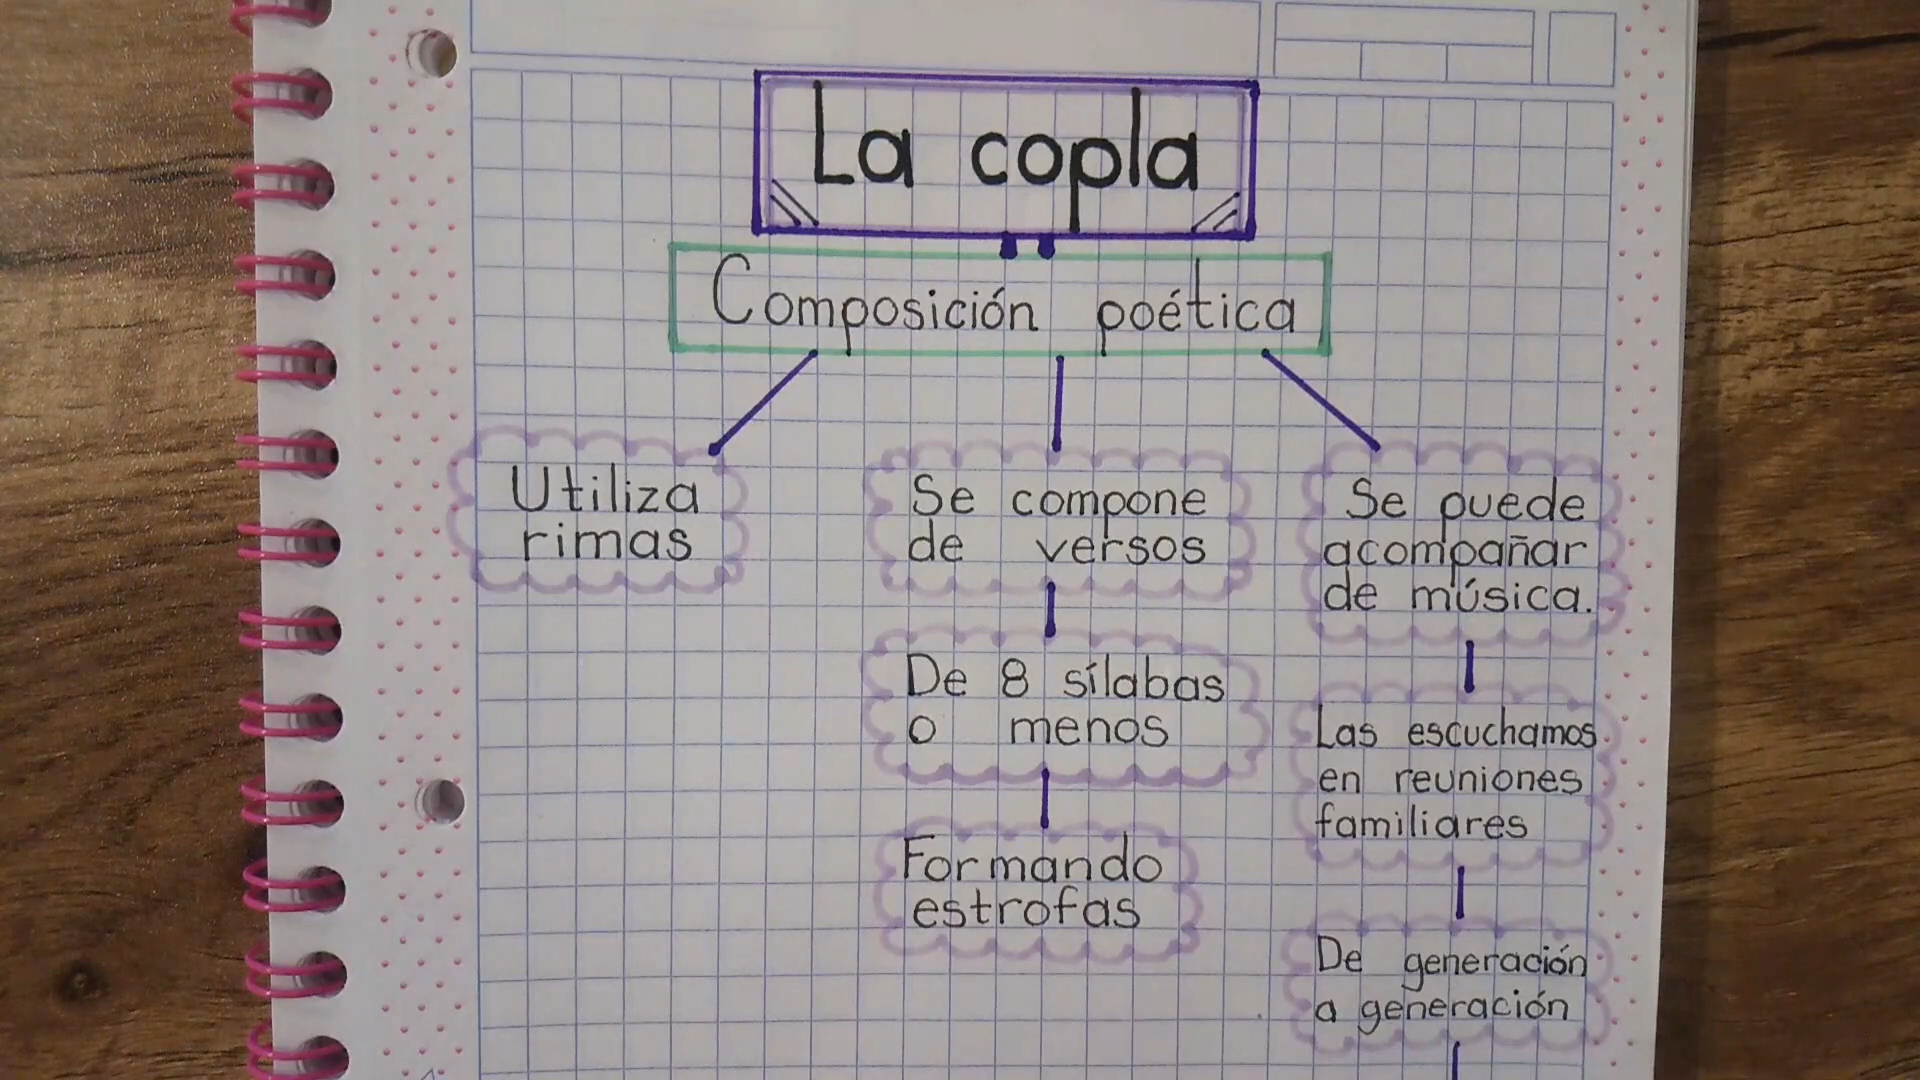 La copla
Composición poética
Utiliza
rimas
Se compone
de versos
De 8 sílabas
o menos
Formando
estrofas
Se puede
acompañar
de música.
Las escuchamos
en reuniones
familiares
De generación
a generación